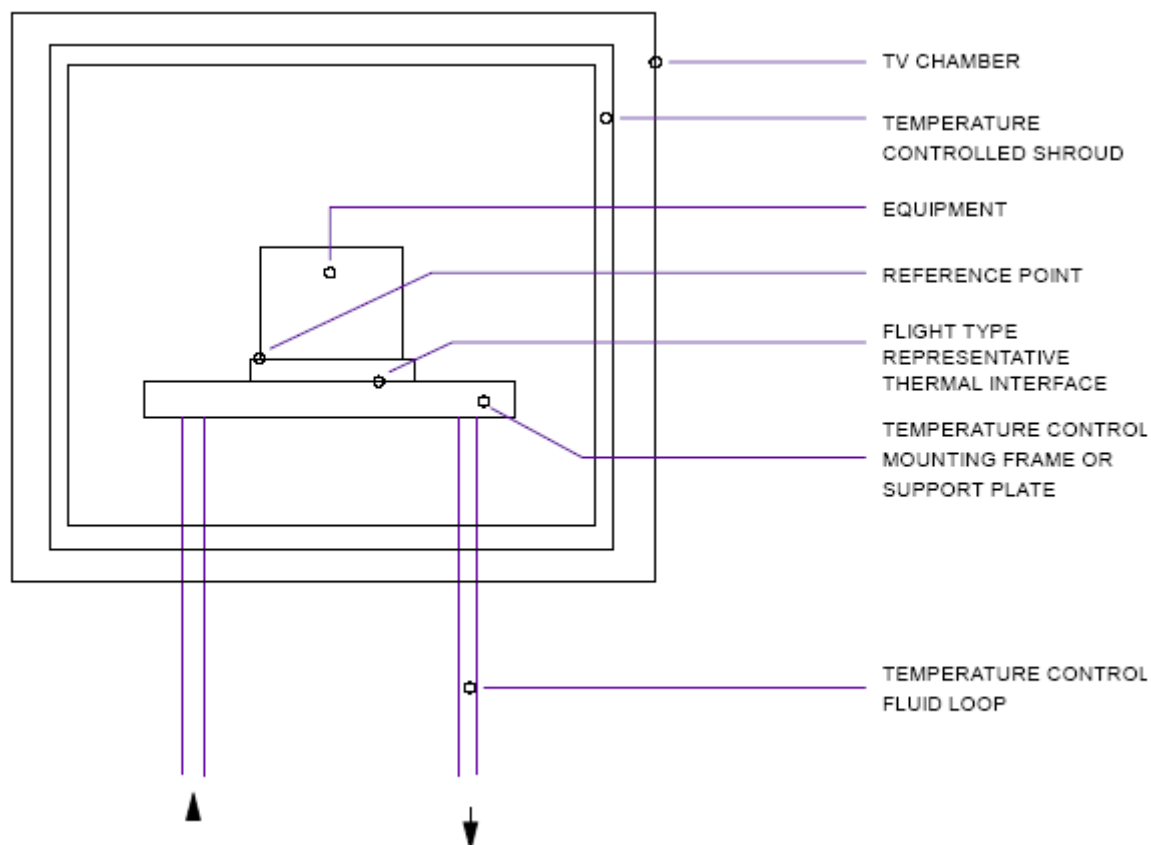 TV CHAMBER
TEMPERATURE
CONTROLLED SHROUD
EQUIPMENT
REFERENCE POINT
FLIGHT TYPE
REPRESENTATIVE
THERMAL INTERFACE
TEMPERATURE CONTROL
MOUNTING FRAME OR
SUPPORT PLATE
TEMPERATURE CONTROL
FLUID LOOP